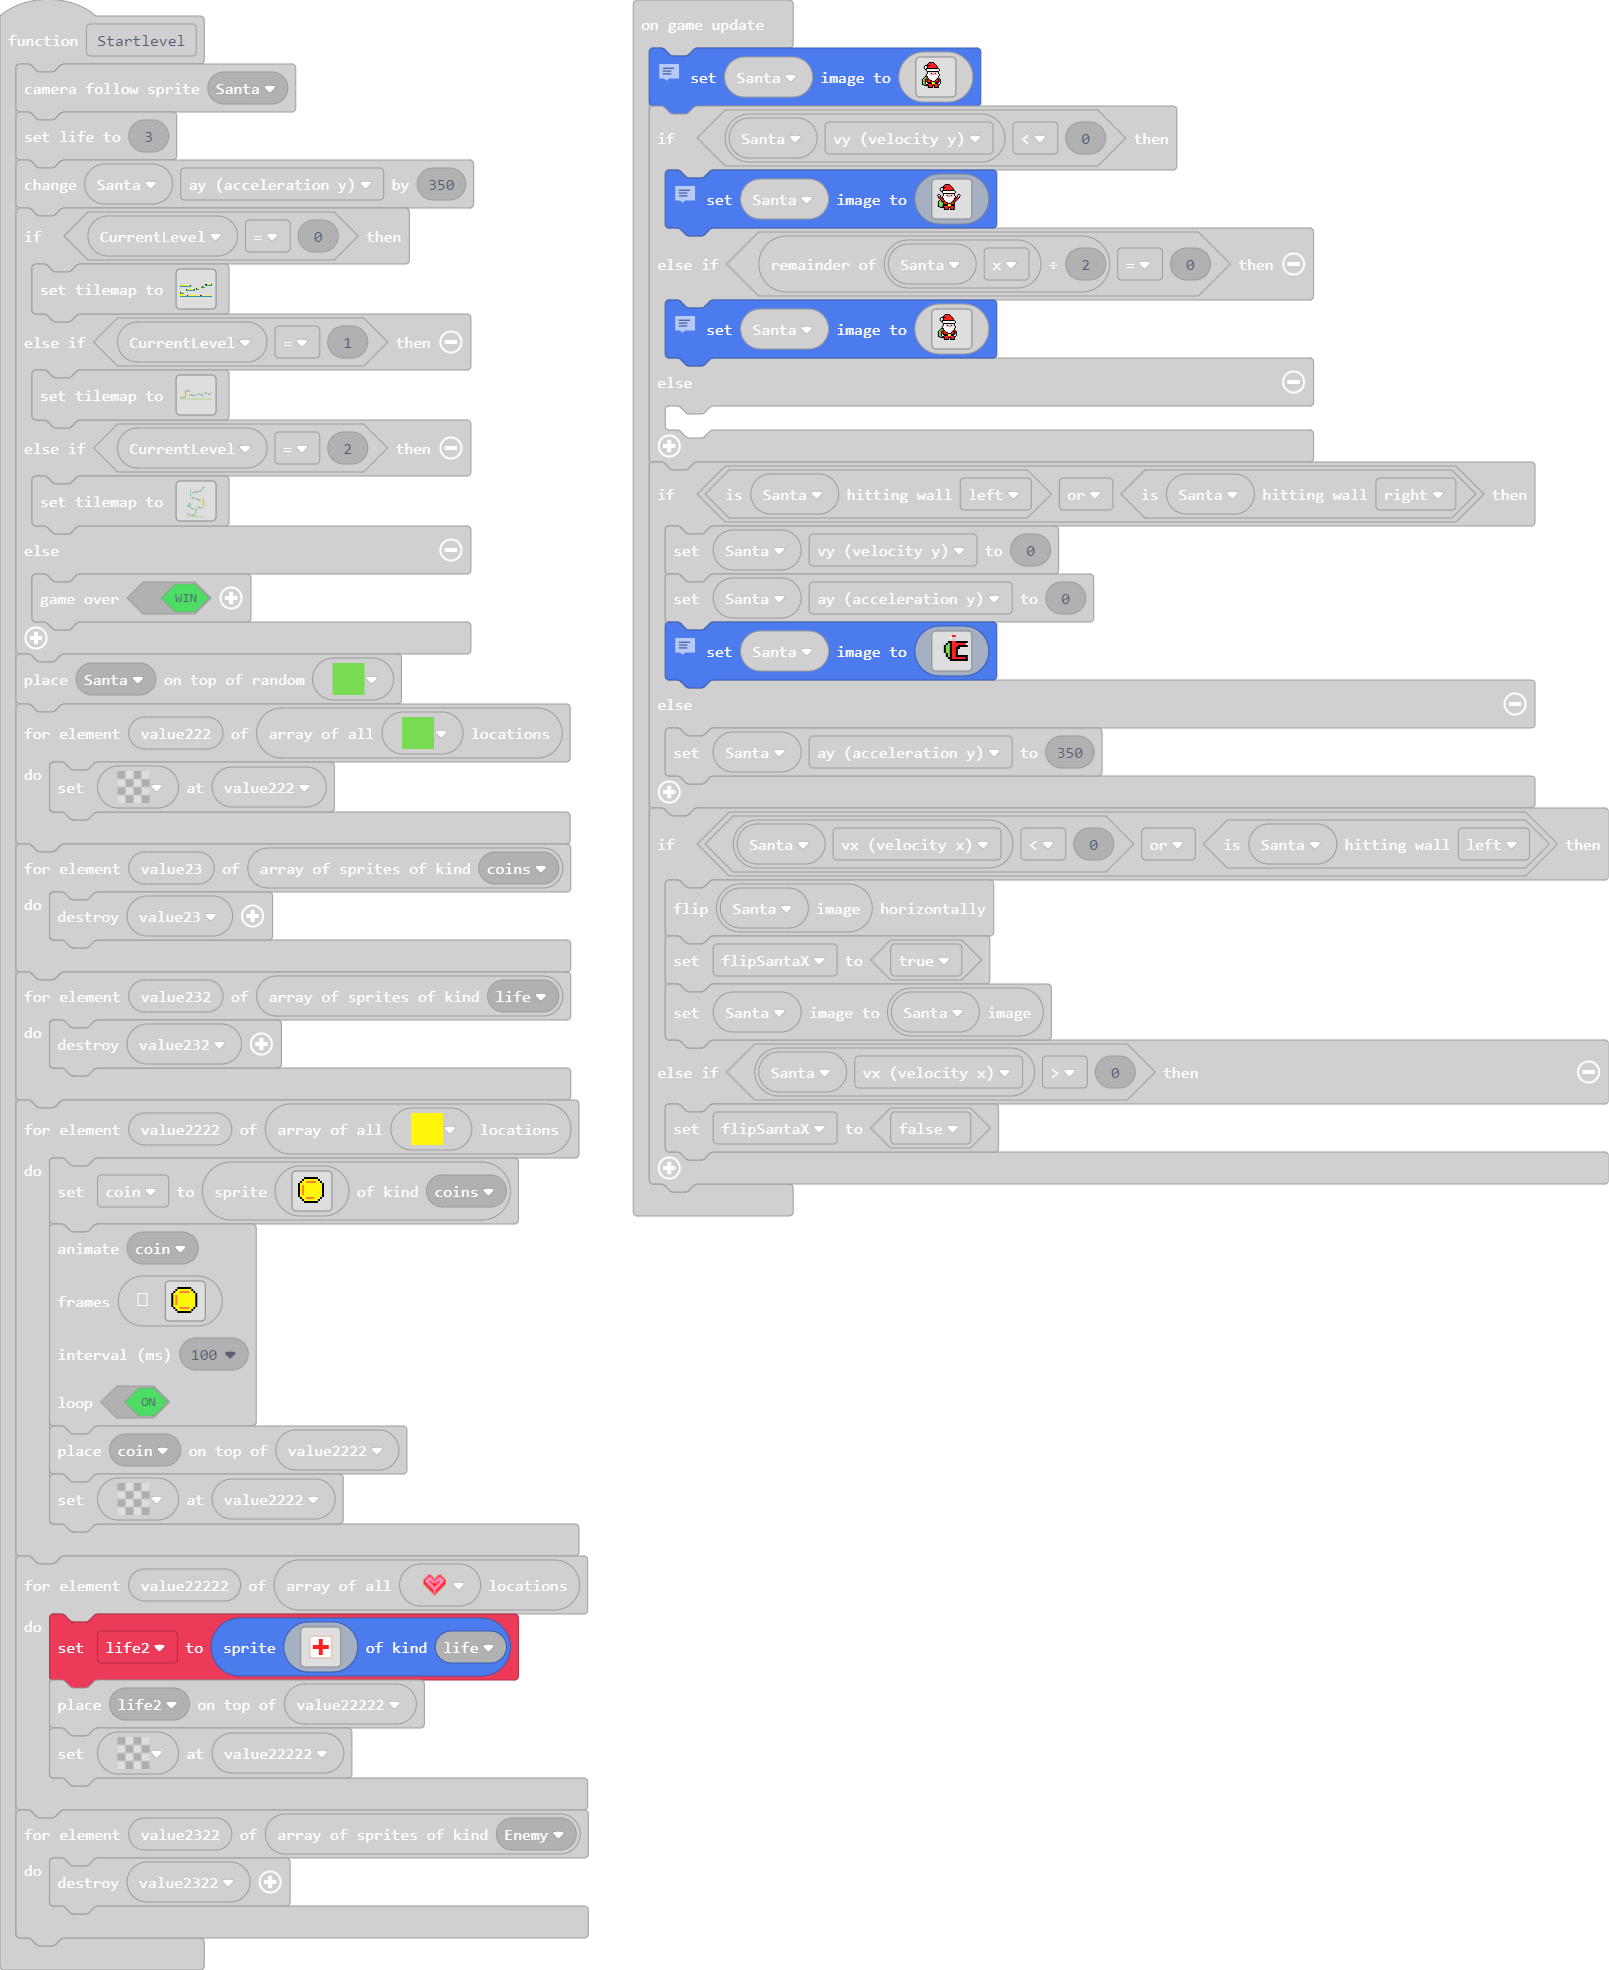 function Startlevel
camera follow sprite Santa
set life to 3
change Santa ay (acceleration y) by 350
if CurrentLevel = 0 then
set tilemap to
else if CurrentLevel = 1 then
set tilemap to
else if CurrentLevel = 2 then
set tilemap to
else
game over WIN
place Santa on top of random
for element value222 of array of all locations
do
set at value222
for element value23 of array of sprites of kind coins
do
destroy value23
for element value232 of array of sprites of kind life
do
destroy value232
for element value2222 of array of all locations
do
set coin to sprite of kind coins
animate coin
frames
interval (ms) 100
loop ON
place coin on top of value2222
set at value2222
for element value22222 of array of all locations
do
set life2 to sprite of kind life
place life2 on top of value22222
set at value22222
for element value2322 of array of sprites of kind Enemy
do
destroy value2322
on game update
set Santa image to
if Santa vy (velocity y) < 0 then
set Santa image to
else if remainder of Santa x ÷ 2 = 0 then
set Santa image to
else
if is Santa hitting wall left or is Santa hitting wall right then
set Santa vy (velocity y) to 0
set Santa ay (acceleration y) to 0
set Santa image to
else
set Santa ay (acceleration y) to 350
if Santa vx (velocity x) < 0 or is Santa hitting wall left then
flip Santa image horizontally
set flipSantaX to true
set Santa image to Santa image
else if Santa vx (velocity x) > 0 then
set flipSantaX to false